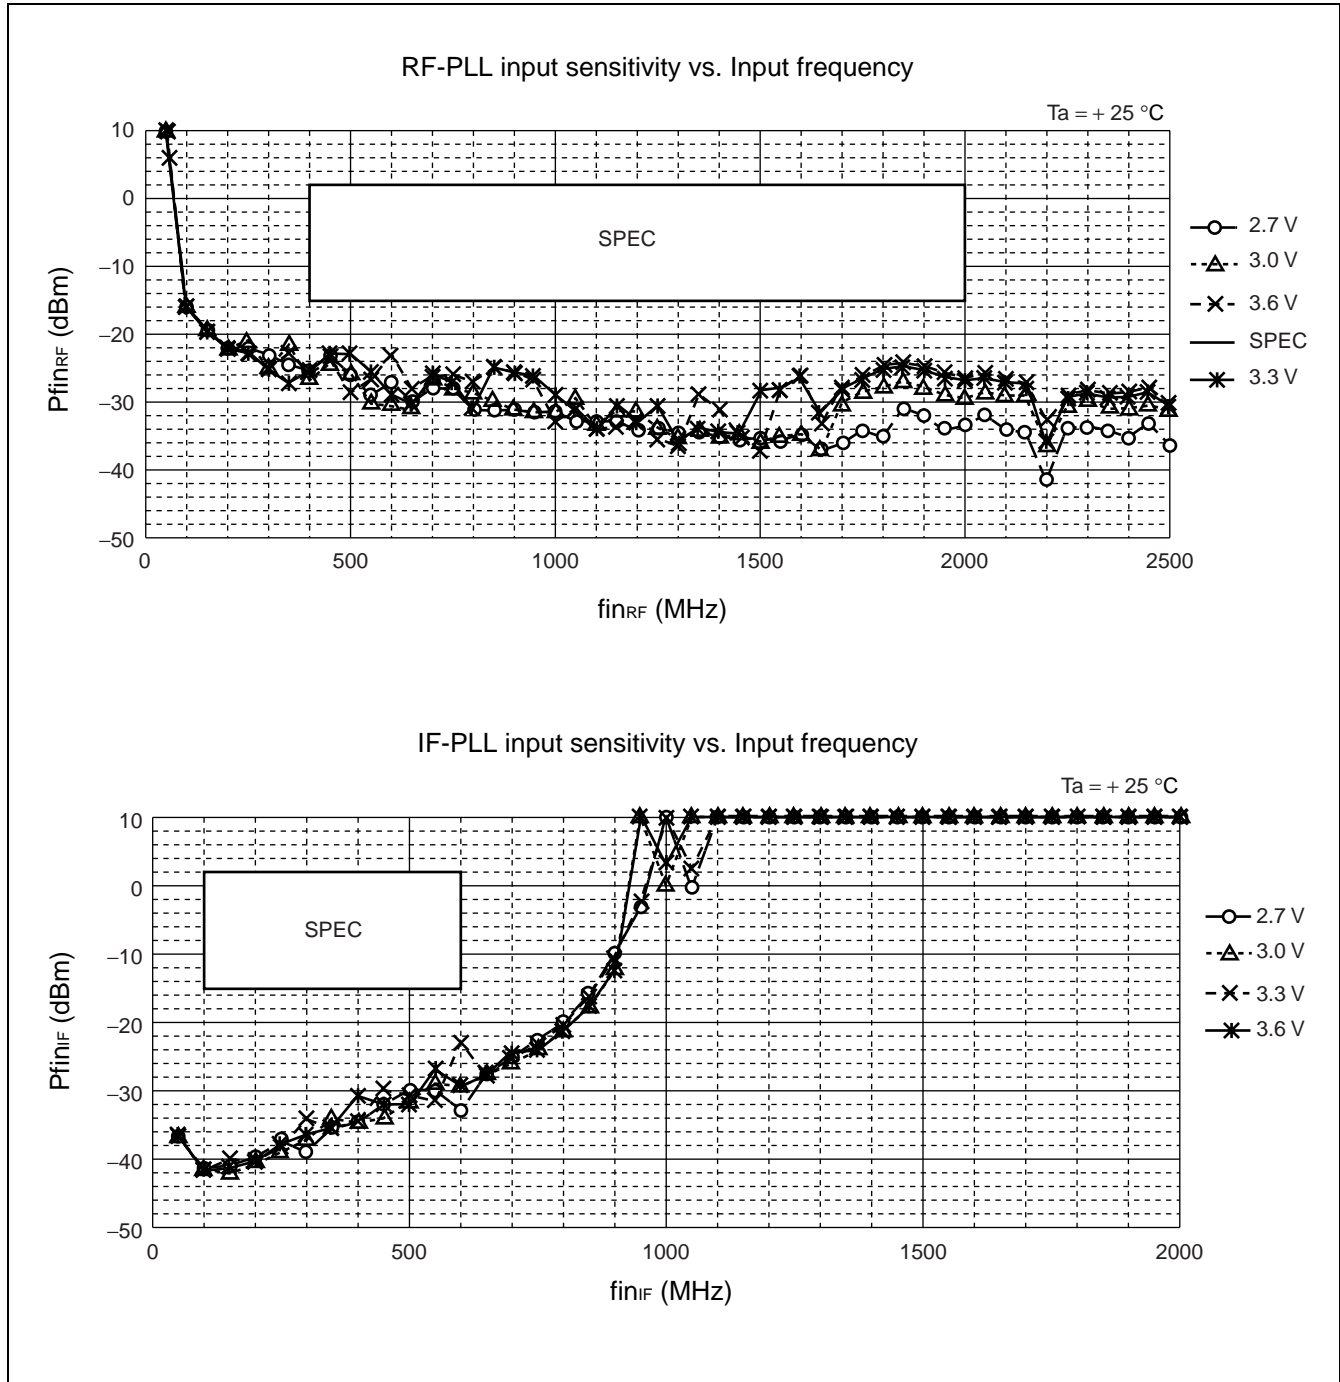 RF-PLL input sensitivity vs. Input frequency
Ta = + 25 °C
10
0
−10
−20
−30
−40
−50
PfinRF (dBm)
SPEC
2.7 V
3.0 V
3.6 V
SPEC
3.3 V
0 500 1000 1500 2000 2500
finRF (MHz)
IF-PLL input sensitivity vs. Input frequency
Ta = + 25 °C
10
0
−10
−20
−30
−40
−50
PfinIF (dBm)
SPEC
2.7 V
3.0 V
3.3 V
3.6 V
0 500 1000 1500 2000
finIF (MHz)